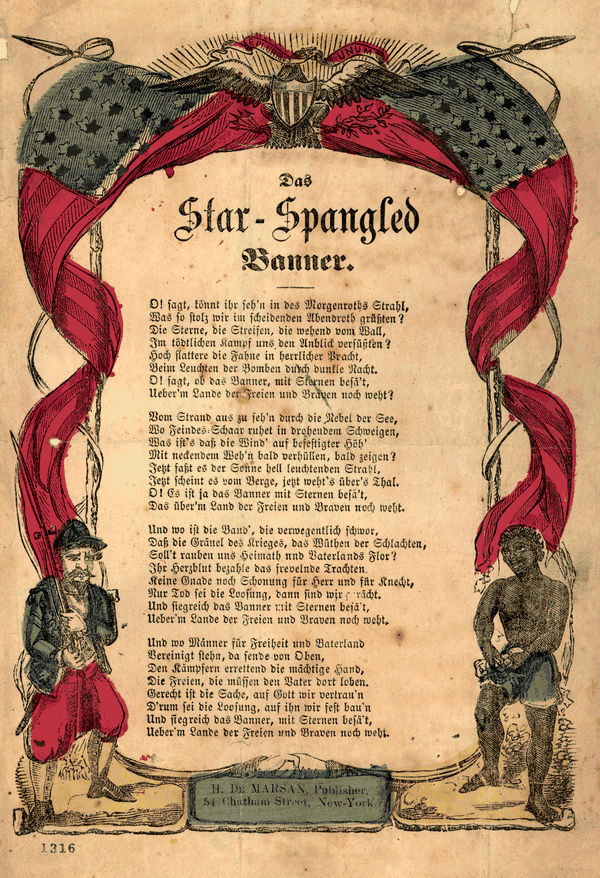 E PLURIBUS UNUM
Das
Star-Spangled
Banner.
O! sagt, könnt ihr seh'n in des Morgenroths Strahl,
Was so stolz wir im scheidenden Abendroth grüßten?
Die Sterne, die Streifen, die wehend vom Wall,
Im tödtlichen Kampf uns den Anblick versüßten?
Hoch flattere die Fahne in herrlicher Pracht,
Beim Leuchten der Bomben durch dunkle Nacht.
O! sagt, ob das Banner, mit Sternen besä't,
Ueber'm Lande der Freien und Braven noch weht?
Vom Strand aus zu seh'n durch die Nebel der See,
Wo Feindes-Schaar ruhet in drohendem Schweigen,
Was ist's daß die Wind' auf befestigter Höh'
Mit neckendem Weh'n bald verhüllen, bald zeigen?
Jetzt faßt es der Sonne hell leuchtenden Strahl,
Jetzt scheint es vom Berge, jetzt weht's über's Thal.
O! Es ist ja das Banner mit Sternen besä't,
Das über'm Land der Freien und Braven noch weht.
Und wo ist die Band', die verwegentlich schwor,
Daß die Gräuel des Krieges, das Wüthen der Schlachten,
Soll't rauben uns Heimath nnd Vaterlands Flor?
Ihr Herzblut bezahle das frevelnde Trachten.
Keine Gnade noch Schonung für Herr und für Knecht,
Nur Tod sei die Loosung, dann sind wir
Und siegreich das Banner mit Sternen besä't,
Ueber'm Lande der Freien und Braven noch weht.
Und wo Männer für Freiheit und Vaterland
Vereinigt stehn, da sende von Oben,
Den Kämpfern errettend die mächtige Hand,
Die Freien, die müssen den Vater dort loben.
Gerecht ist die Sache, auf Gott wir vertrau'n
D'rum sei die Loosung, auf ihn wir fest bau'n
Und siegreich das Banner, mit Sternen besä't,
Ueber'm Lande der Freien und Braven noch weht.
H. DE MARSAN, Publisher,
54 Chatham Street, New-York
1316